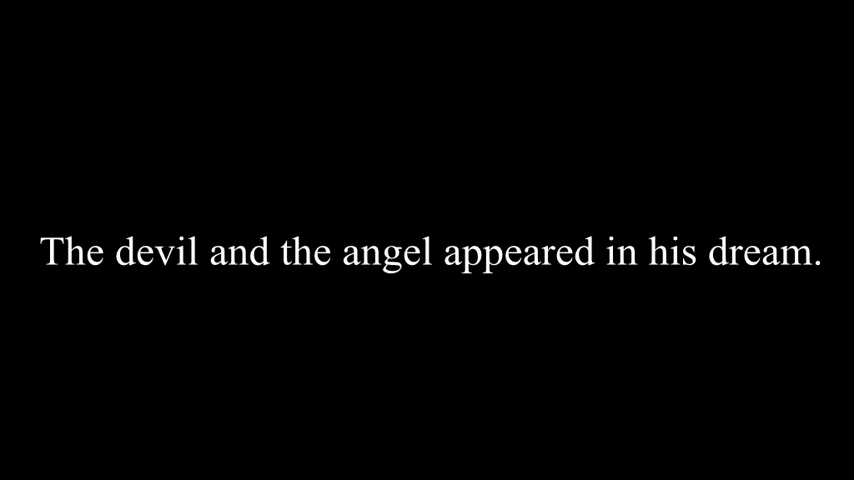 The devil and the angel appeared in his dream.